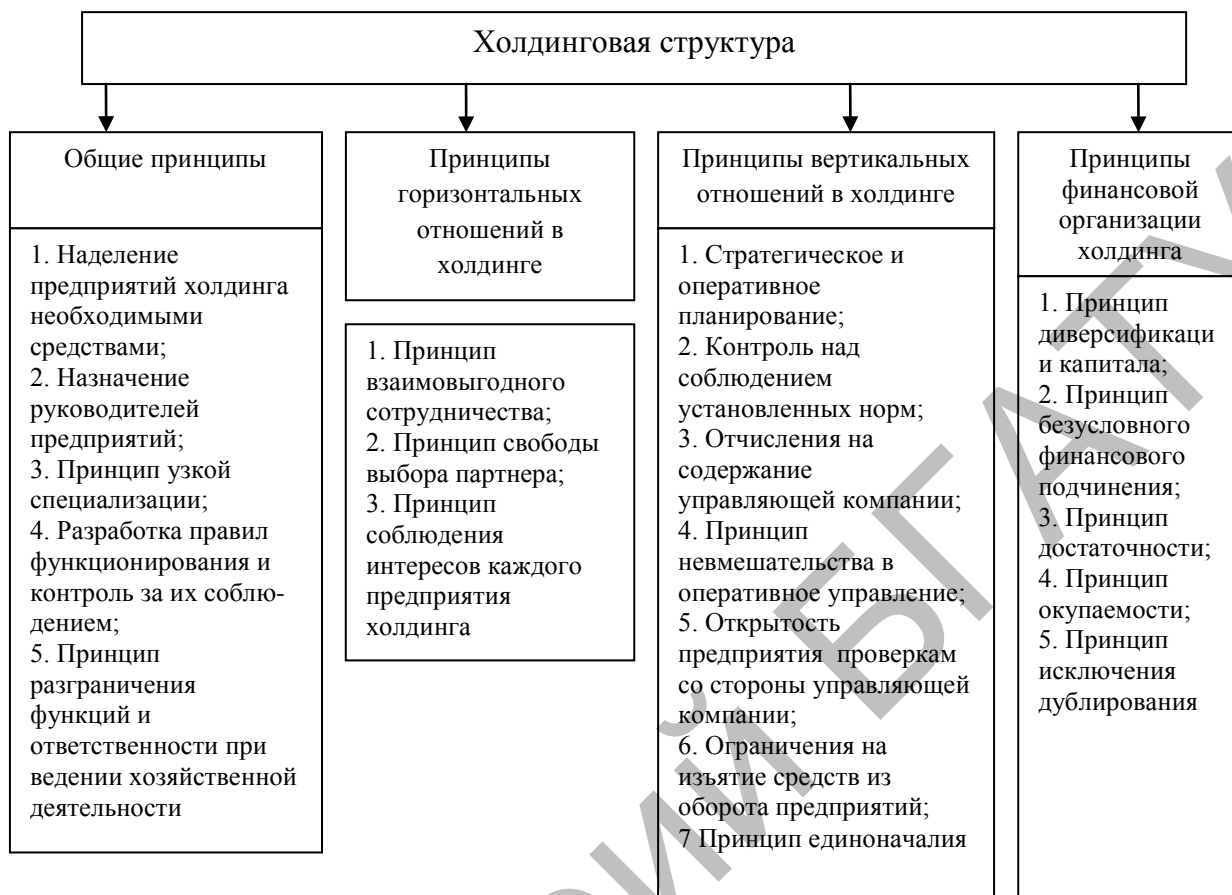 Холдинговая структура
Общие принципы
1. Наделение
предприятий холдинга
необходимыми
средствами;
2. Назначение
руководителей
предприятий;
3. Принцип узкой
специализации;
4. Разработка правил
функционирования и
контроль за их соблю-
дением;
5. Принцип
разграничения
функций и
ответственности при
ведении хозяйственной
деятельности
Принципы
горизонтальных
отношений в
холдинге
1. Принцип
взаимовыгодного
сотрудничества;
2. Принцип свободы
выбора партнера;
3. Принцип
соблюдения
интересов каждого
предприятия
холдинга
Принципы вертикальных
отношений в холдинге
1. Стратегическое и
оперативное
планирование;
2. Контроль над
соблюдением
установленных норм;
3. Отчисления на
содержание
управляющей компании;
4. Принцип
невмешательства в
оперативное управление;
5. Открытость
предприятия проверкам
со стороны управляющей
компании;
6. Ограничения на
изъятие средств из
оборота предприятий;
7 Принцип единоначалия
Принципы
финансовой
организации
холдинга
1. Принцип
диверсификаци
и капитала;
2. Принцип
безусловного
финансового
подчинения;
3. Принцип
достаточности;
4. Принцип
окупаемости;
5. Принцип
исключения
дублирования
БГАТУ